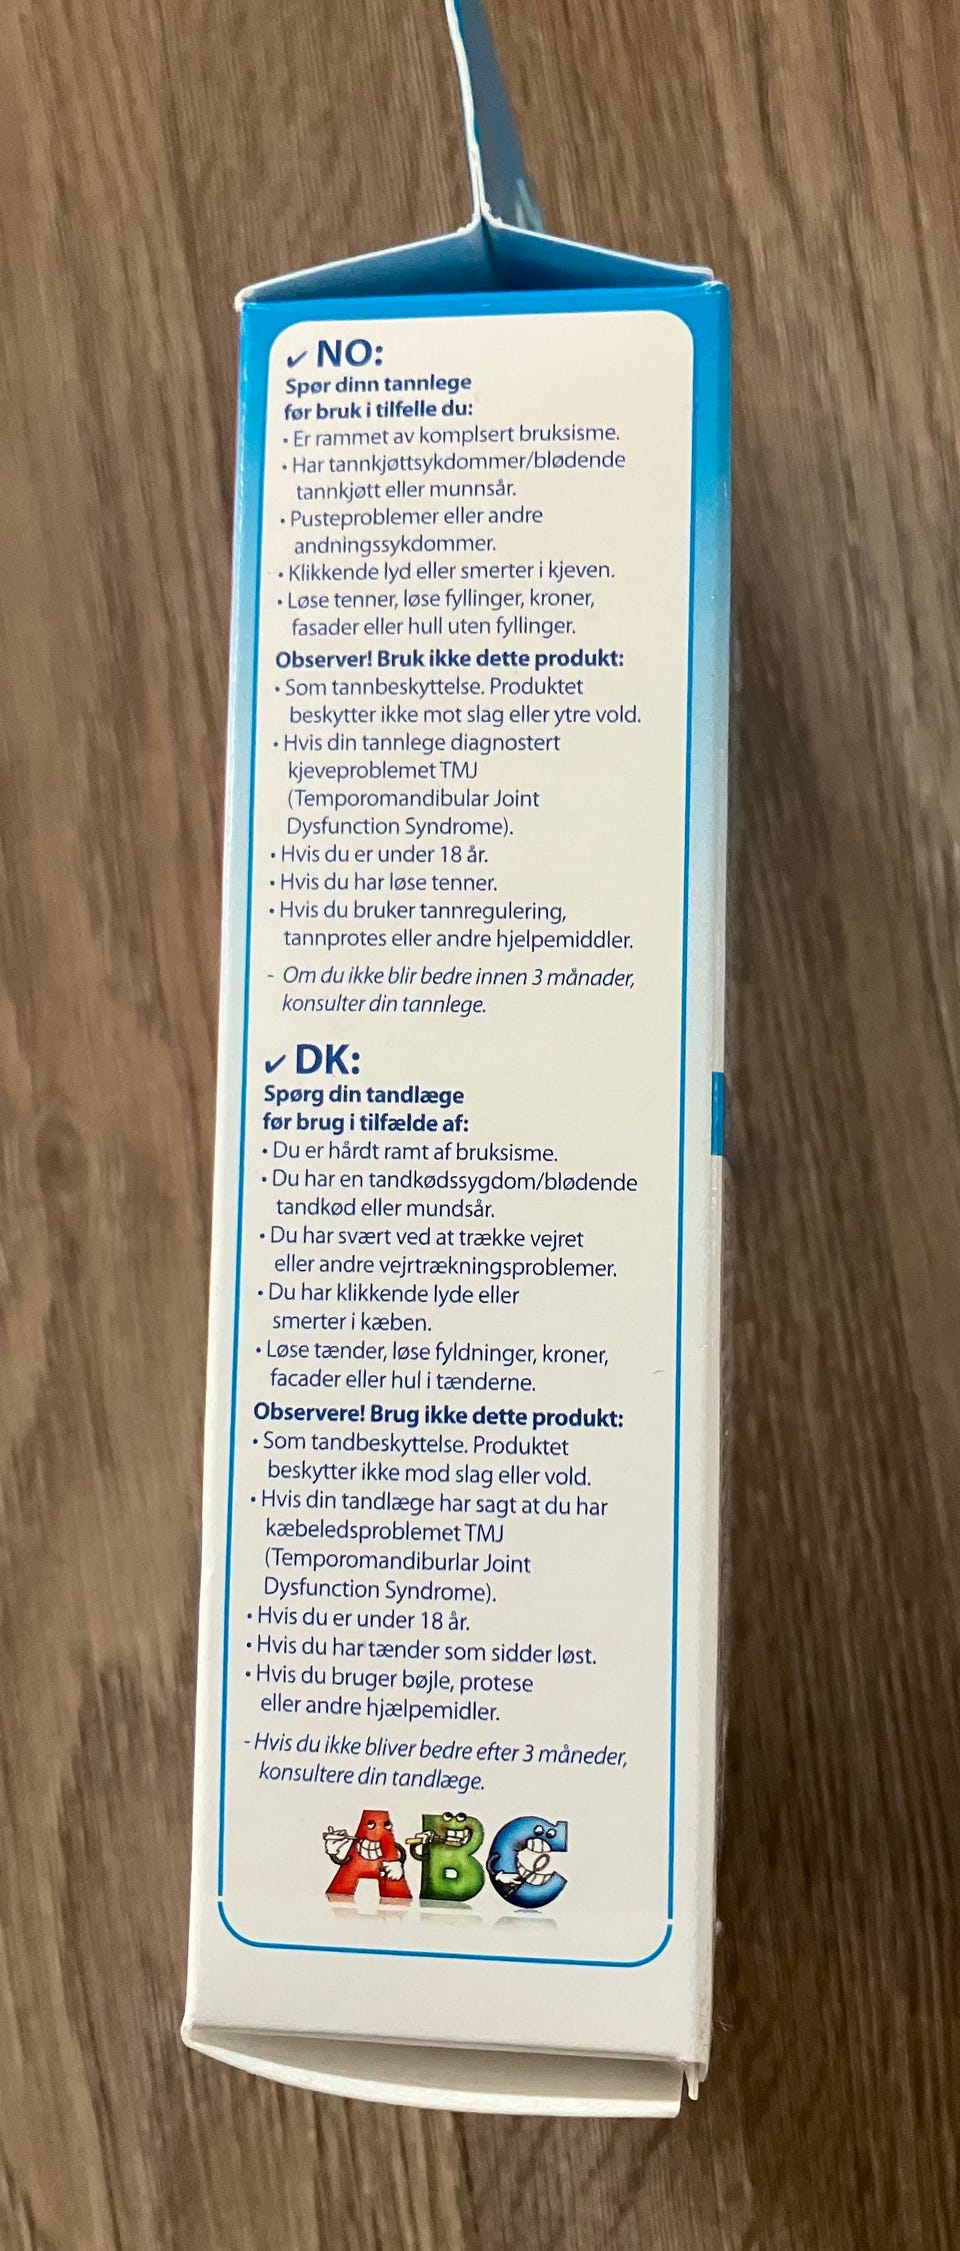 ✓ NO:
Spør dinn tannlege
før bruk i tilfelle du:
• Er rammet av komplsert bruksisme.
• Har tannkjøttsykdommer/blødende
tannkjøtt eller munnsår.
• Pusteproblemer eller andre
andningssykdommer.
• Klikkende lyd eller smerter i kjeven.
• Løse tenner, løse fyllinger, kroner,
fasader eller hull uten fyllinger.
Observer! Bruk ikke dette produkt:
• Som tannbeskyttelse. Produktet
beskytter ikke mot slag eller ytre vold.
• Hvis din tannlege diagnostert
kjeveproblemet TMJ
(Temporomandibular Joint
Dysfunction Syndrome).
• Hvis du er under 18 år.
• Hvis du har løse tenner.
• Hvis du bruker tannregulering,
tannprotes eller andre hjelpemiddler.
- Om du ikke blir bedre innen 3 månader,
konsulter din tannlege.
✓ DK:
Spørg din tandlæge
før brug i tilfælde af:
• Du er hårdt ramt af bruksisme.
• Du har en tandkødssygdom/blødende
tandkød eller mundsår.
• Du har svært ved at trække vejret
eller andre vejrtrækningsproblemer.
• Du har klikkende lyde eller
smerter i kæben.
• Løse tænder, løse fyldninger, kroner,
facader eller hul i tænderne.
Observere! Brug ikke dette produkt:
• Som tandbeskyttelse. Produktet
beskytter ikke mod slag eller vold.
• Hvis din tandlæge har sagt at du har
kæbeledsproblemet TMJ
(Temporomandiburlar Joint
Dysfunction Syndrome).
• Hvis du er under 18 år.
• Hvis du har tænder som sidder løst.
• Hvis du bruger bøjle, protese
eller andre hjælpemidler.
- Hvis du ikke bliver bedre efter 3 måneder,
konsultere din tandlæge.
ABC